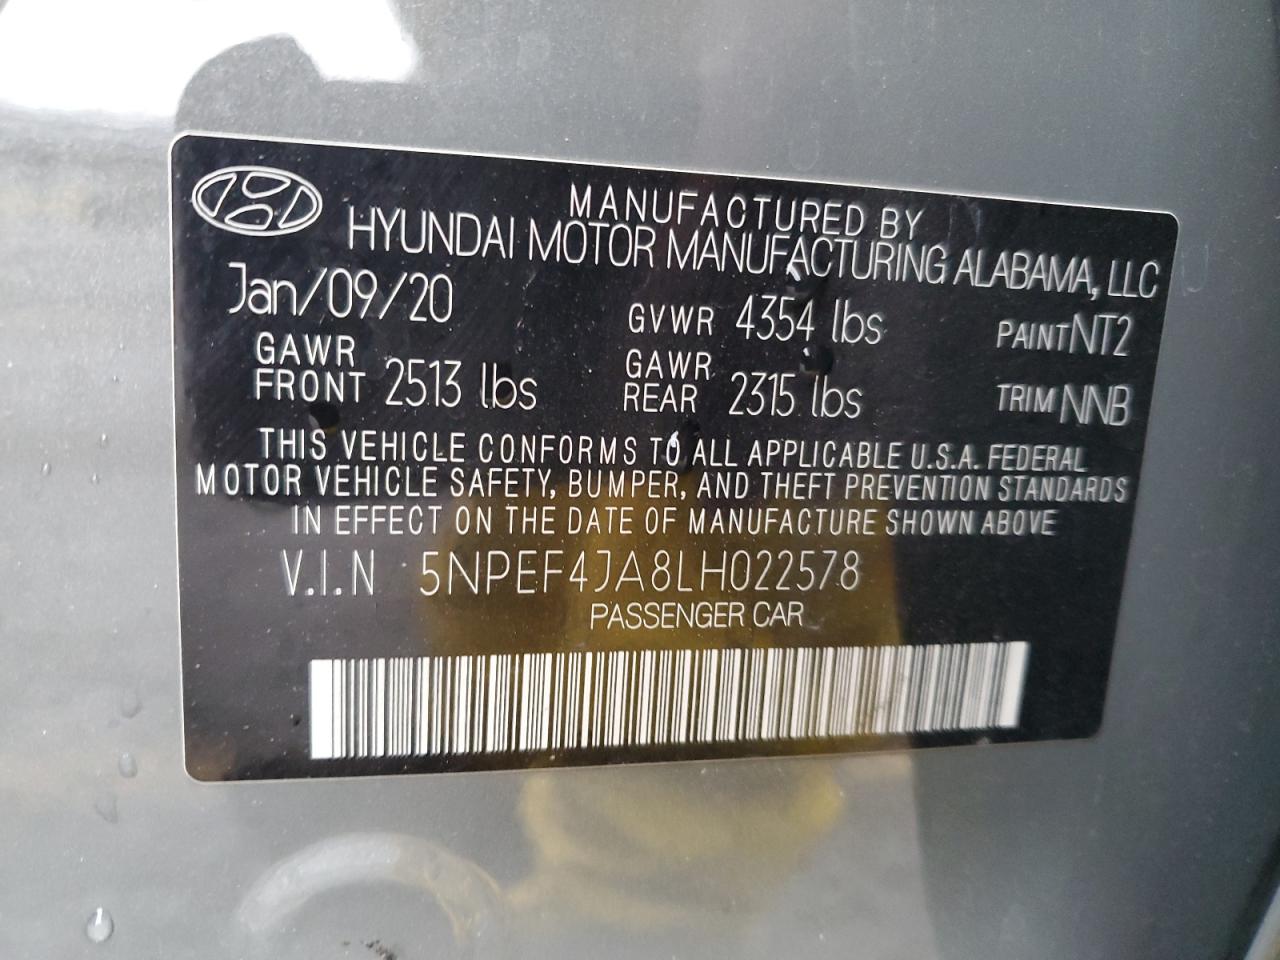 MANUFACTURED BY
HYUNDAI MOTOR MANUFACTURING ALABAMA, LLC
Jan/09/20 GVWR 4354 lbs PAINT NT2
GAWR FRONT 2513 lbs GAWR REAR 2315 lbs TRIM NNB
THIS VEHICLE CONFORMS TO ALL APPLICABLE U.S.A. FEDERAL
MOTOR VEHICLE SAFETY, BUMPER, AND THEFT PREVENTION STANDARDS
IN EFFECT ON THE DATE OF MANUFACTURE SHOWN ABOVE
V.I.N 5NPEF4JA8LH022578
PASSENGER CAR